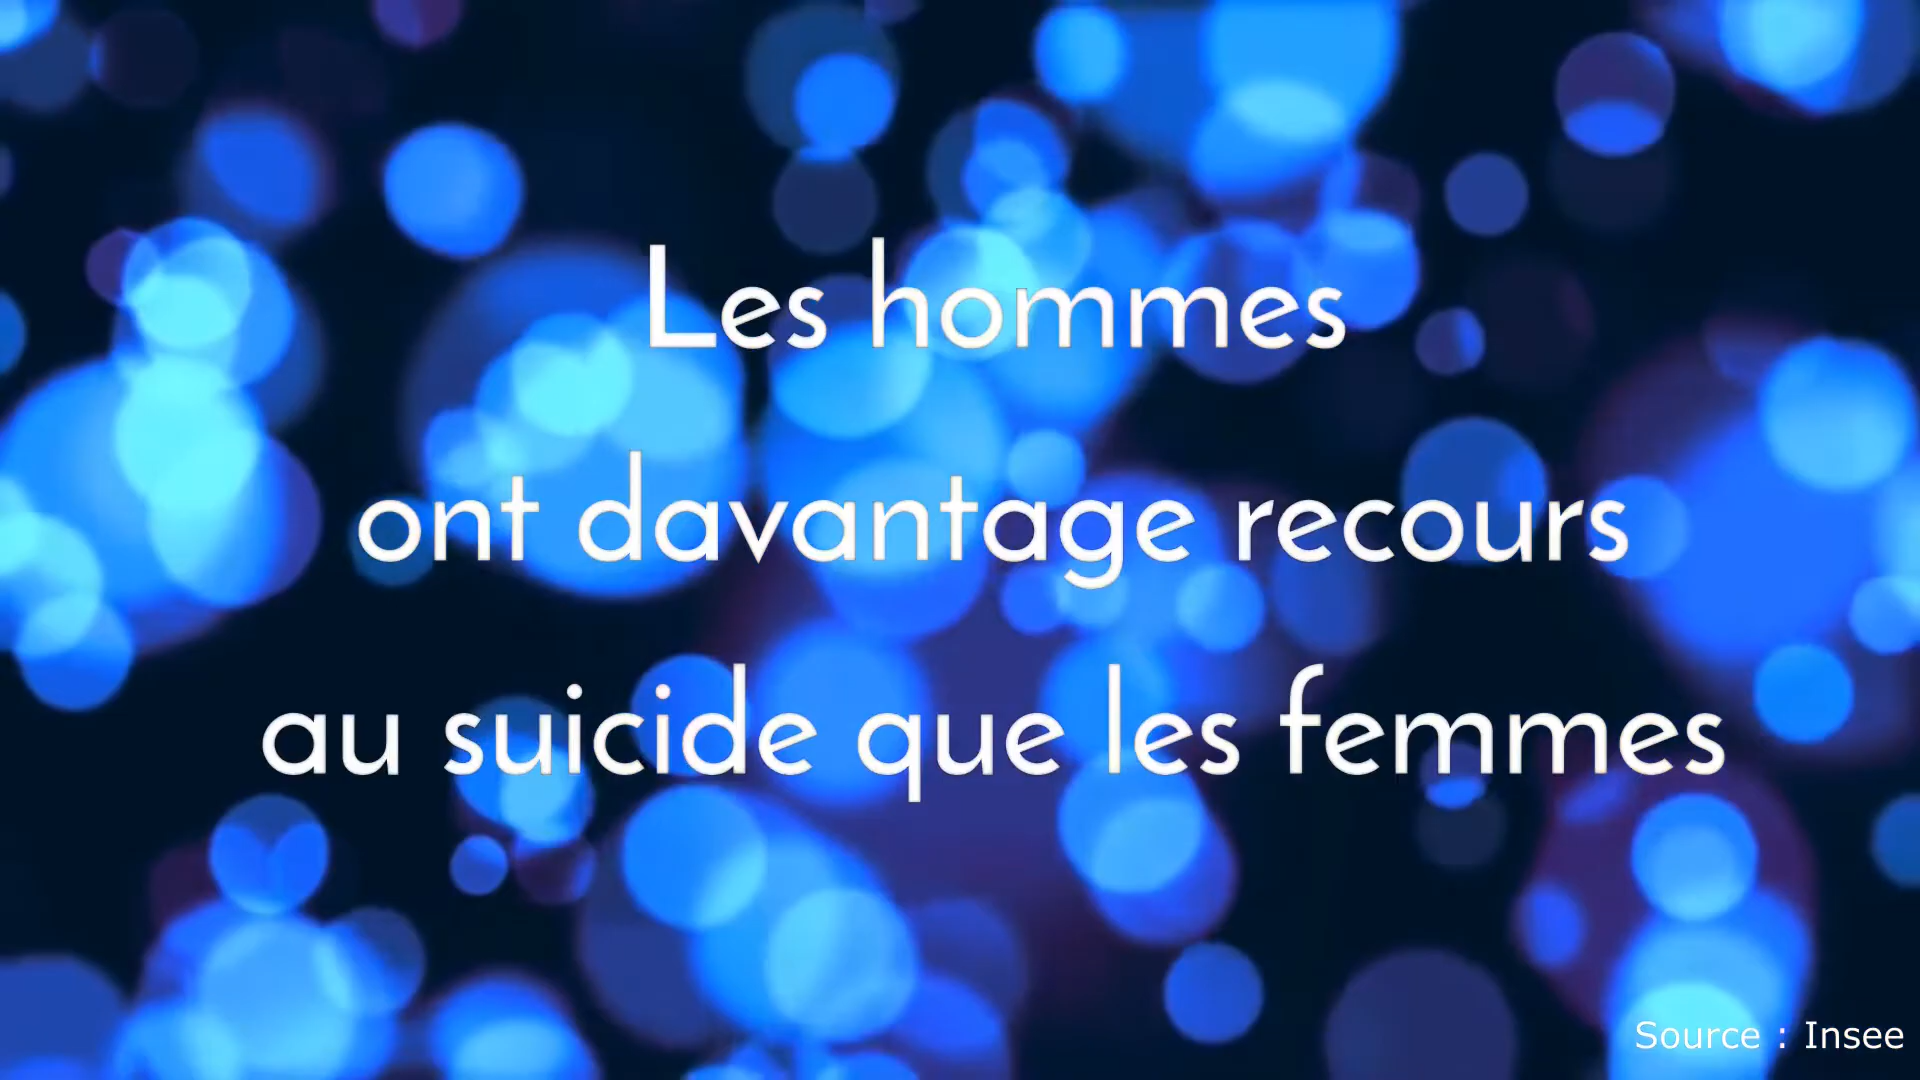 Les hommes
ont davantage recours
au suicide que les femmes
Source : Insee